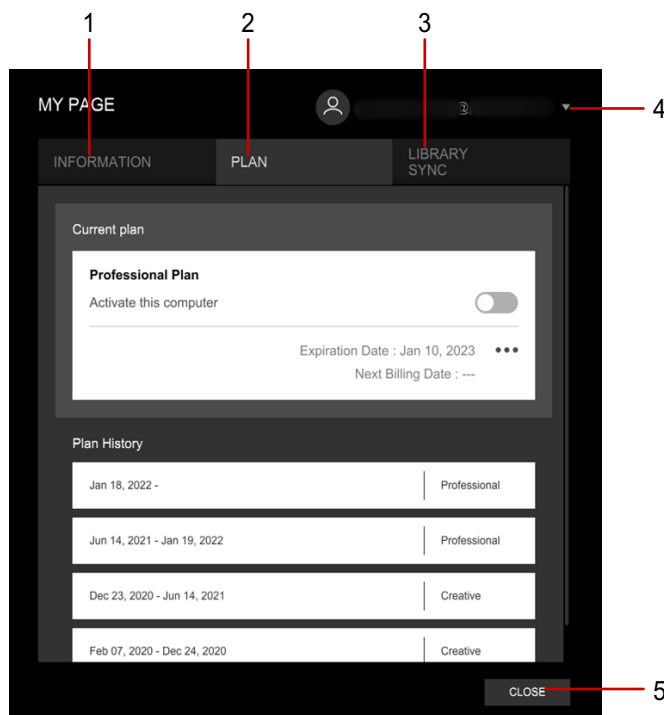 1 2 3
MY PAGE
@
4
INFORMATION
PLAN
LIBRARY
SYNC
Current plan
Professional Plan
Activate this computer
Expiration Date : Jan 10, 2023 •••
Next Billing Date : ---
Plan History
Jan 18, 2022 - Professional
Jun 14, 2021 - Jan 19, 2022 Professional
Dec 23, 2020 - Jun 14, 2021 Creative
Feb 07, 2020 - Dec 24, 2020 Creative
CLOSE
5